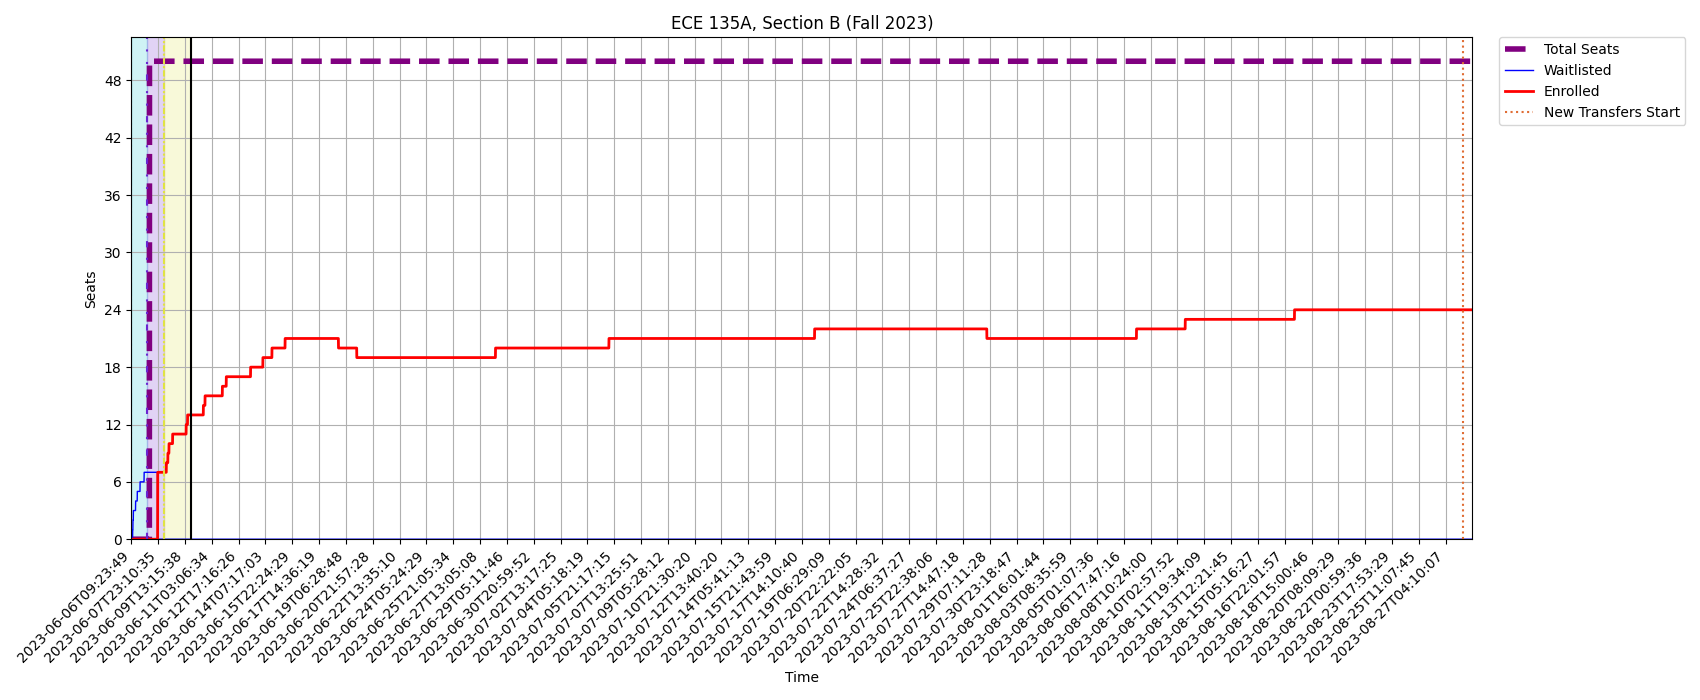 ECE 135A, Section B (Fall 2023)
Total Seats
Waitlisted
Enrolled
New Transfers Start
Seats
48
42
36
30
24
18
12
6
0
2023-06-06T09:23:49
2023-06-07T23:10:35
2023-06-09T13:15:38
2023-06-11T03:06:34
2023-06-12T17:16:26
2023-06-14T07:17:03
2023-06-15T22:24:29
2023-06-17T14:36:19
2023-06-19T06:28:48
2023-06-20T21:57:28
2023-06-22T13:35:10
2023-06-24T05:24:29
2023-06-25T21:05:34
2023-06-27T13:05:08
2023-06-29T05:11:46
2023-06-30T20:59:52
2023-07-02T13:17:25
2023-07-04T05:18:19
2023-07-05T21:17:15
2023-07-07T13:25:51
2023-07-09T05:28:12
2023-07-10T21:30:20
2023-07-12T13:40:20
2023-07-14T05:41:13
2023-07-15T21:43:59
2023-07-17T14:10:40
2023-07-19T06:29:09
2023-07-20T22:22:05
2023-07-22T14:28:32
2023-07-24T06:37:27
2023-07-25T22:38:06
2023-07-27T14:47:18
2023-07-29T07:11:28
2023-07-30T23:18:47
2023-08-01T16:01:44
2023-08-03T08:35:59
2023-08-05T01:07:36
2023-08-06T17:47:16
2023-08-08T10:24:00
2023-08-10T02:57:52
2023-08-11T19:34:09
2023-08-13T12:21:45
2023-08-15T05:16:27
2023-08-16T22:01:57
2023-08-18T15:00:46
2023-08-20T08:09:29
2023-08-22T00:59:36
2023-08-23T17:53:29
2023-08-25T11:07:45
2023-08-27T04:10:07
Time